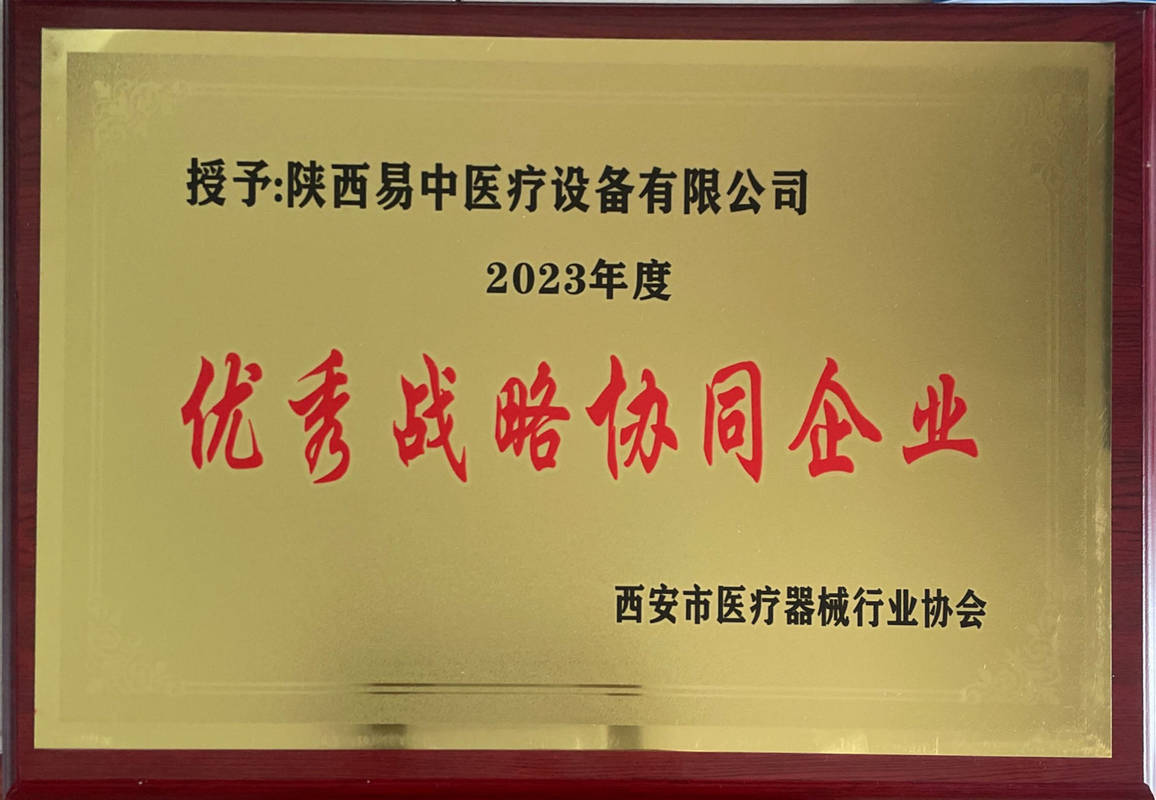 授予:陕西易中医疗设备有限公司
2023年度
优秀战略协同企业
西安市医疗器械行业协会